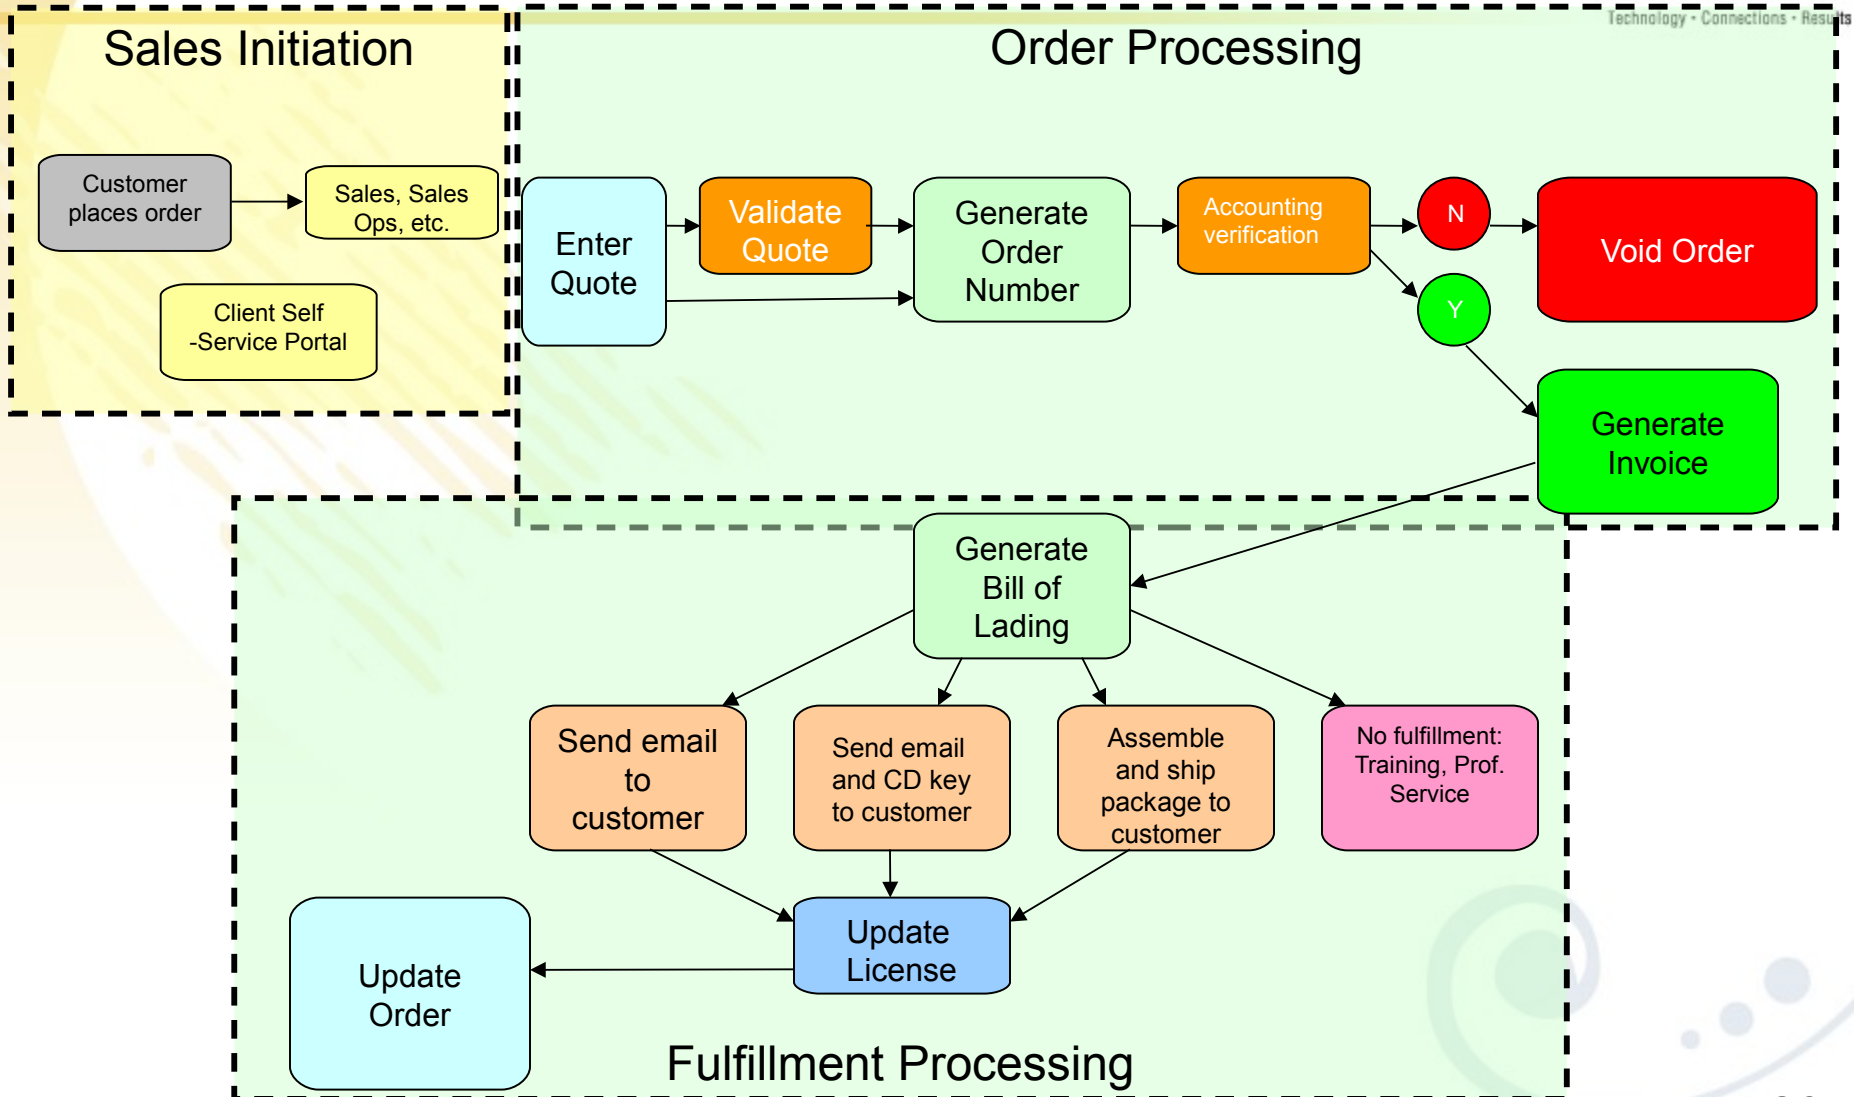 Technology - Connections - Results
Sales Initiation
Order Processing
Customer
places order
Sales, Sales
Ops, etc.
Client Self
-Service Portal
Enter
Quote
Validate
Quote
Generate
Order
Number
Accounting
verification
N
Y
Void Order
Generate
Invoice
Generate
Bill of
Lading
Send email
to
customer
Send email
and CD key
to customer
Assemble
and ship
package to
customer
No fulfillment:
Training, Prof.
Service
Update
License
Update
Order
Fulfillment Processing